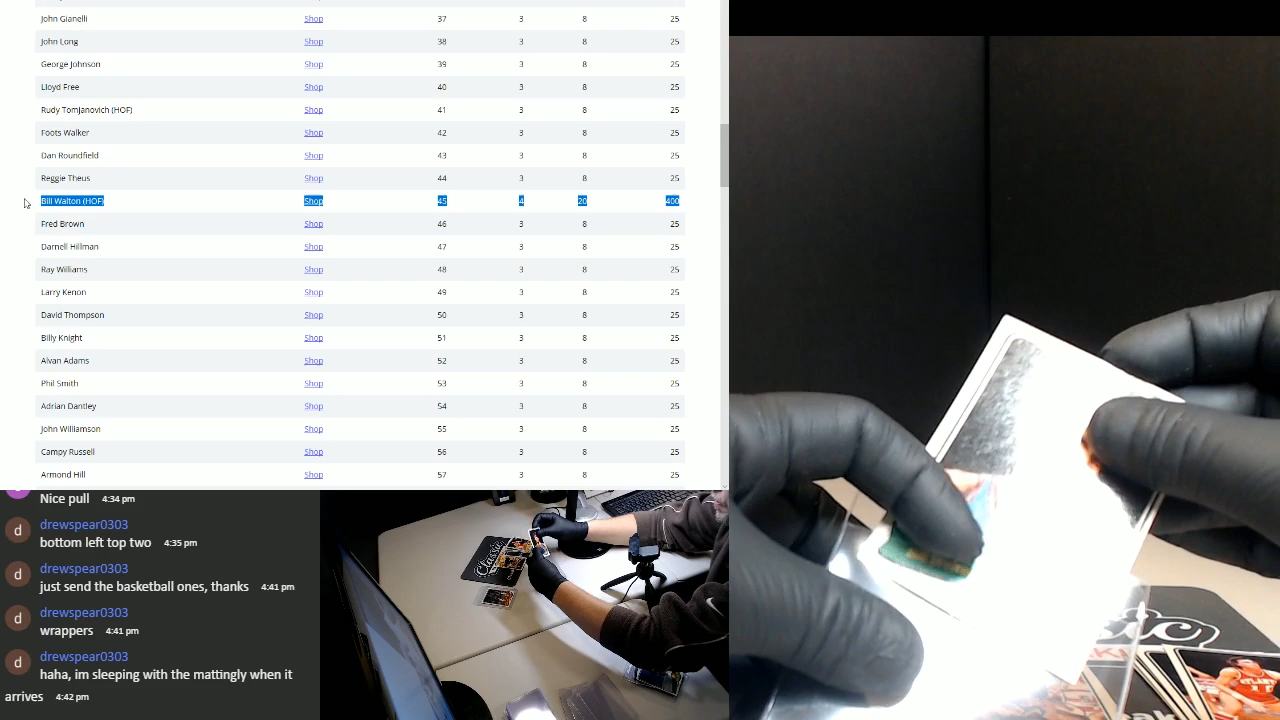 John Gianelli Shop 37 3 8 25
John Long Shop 38 3 8 25
George Johnson Shop 39 3 8 25
Lloyd Free Shop 40 3 8 25
Rudy Tomjanovich (HOF) Shop 41 3 8 25
Foots Walker Shop 42 3 8 25
Dan Roundfield Shop 43 3 8 25
Reggie Theus Shop 44 3 8 25
Bill Walton (HOF) Shop 45 4 20 400
Fred Brown Shop 46 3 8 25
Darnell Hillman Shop 47 3 8 25
Ray Williams Shop 48 3 8 25
Larry Kenon Shop 49 3 8 25
David Thompson Shop 50 3 8 25
Billy Knight Shop 51 3 8 25
Alvan Adams Shop 52 3 8 25
Phil Smith Shop 53 3 8 25
Adrian Dantley Shop 54 3 8 25
John Williamson Shop 55 3 8 25
Campy Russell Shop 56 3 8 25
Armond Hill Shop 57 3 8 25
Nice pull 4:34 pm
d drewspear0303
bottom left top two 4:35 pm
d drewspear0303
just send the basketball ones, thanks 4:41 pm
d drewspear0303
wrappers 4:41 pm
d drewspear0303
haha, im sleeping with the mattingly when it
arrives 4:42 pm